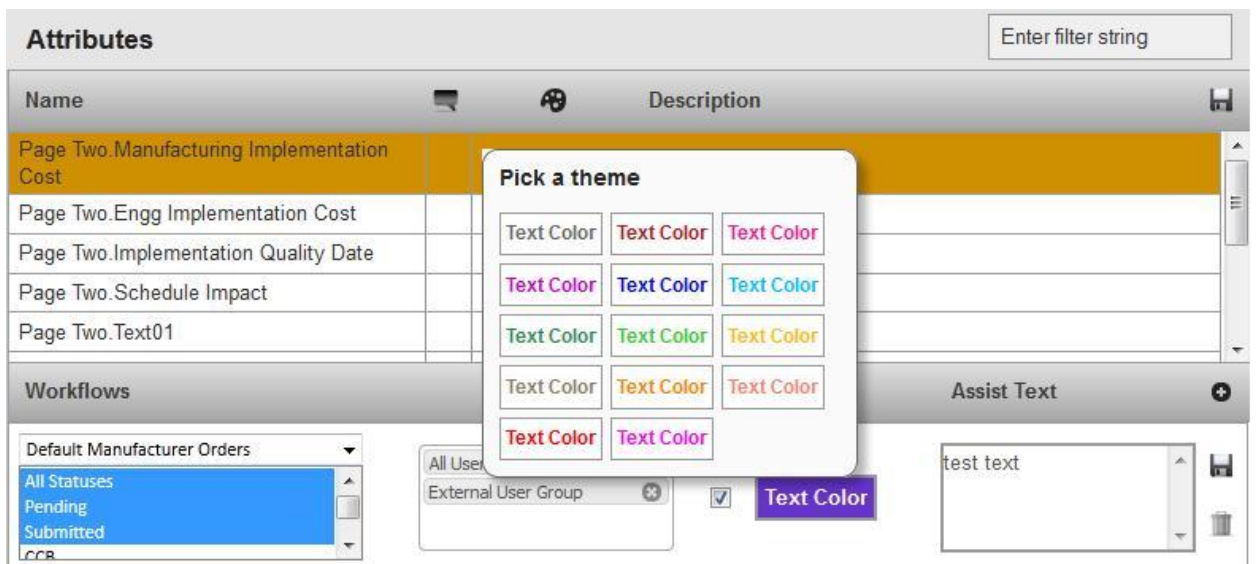 Attributes
Enter filter string
Name
Description
Page Two.Manufacturing Implementation
Cost
Page Two.Engg Implementation Cost
Page Two.Implementation Quality Date
Page Two.Schedule Impact
Page Two.Text01
Pick a theme
Text Color Text Color Text Color
Text Color Text Color Text Color
Text Color Text Color Text Color
Text Color Text Color Text Color
Text Color Text Color
Workflows
Assist Text
Default Manufacturer Orders
All Statuses
Pending
Submitted
CCB
All User
External User Group
Text Color
test text